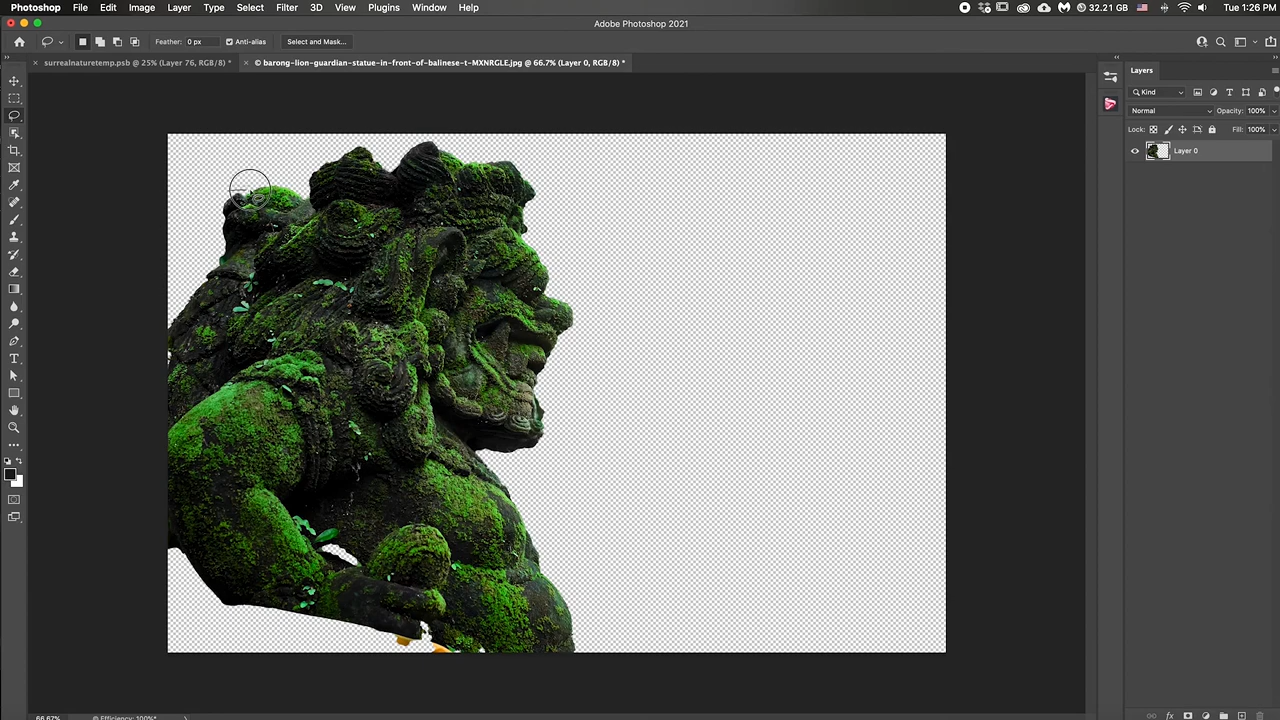 Photoshop File Edit Image Layer Type Select Filter 3D View Plugins Window Help 32.21 GB Tue 1:26 PM
Adobe Photoshop 2021
Feather: 0 px Anti-alias Select and Mask...
× surrealnaturetemp.psb @ 25% (Layer 76, RGB/8) * × © barong-lion-guardian-statue-in-front-of-balinese-t-MXNRGLE.jpg @ 66.7% (Layer 0, RGB/8) *
Layers
Kind
Normal Opacity: 100%
Lock: Fill: 100%
Layer 0
66.67% © Efficiency: 100%*